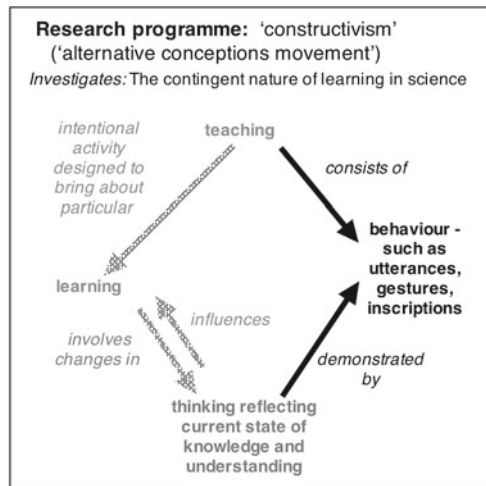 Research programme: ‘constructivism’
(‘alternative conceptions movement’)
Investigates: The contingent nature of learning in science
intentional
activity
designed to
bring about
particular
teaching
consists of
behaviour -
such as
utterances,
gestures,
inscriptions
learning
influences
involves
changes in
demonstrated
by
thinking reflecting
current state of
knowledge and
understanding